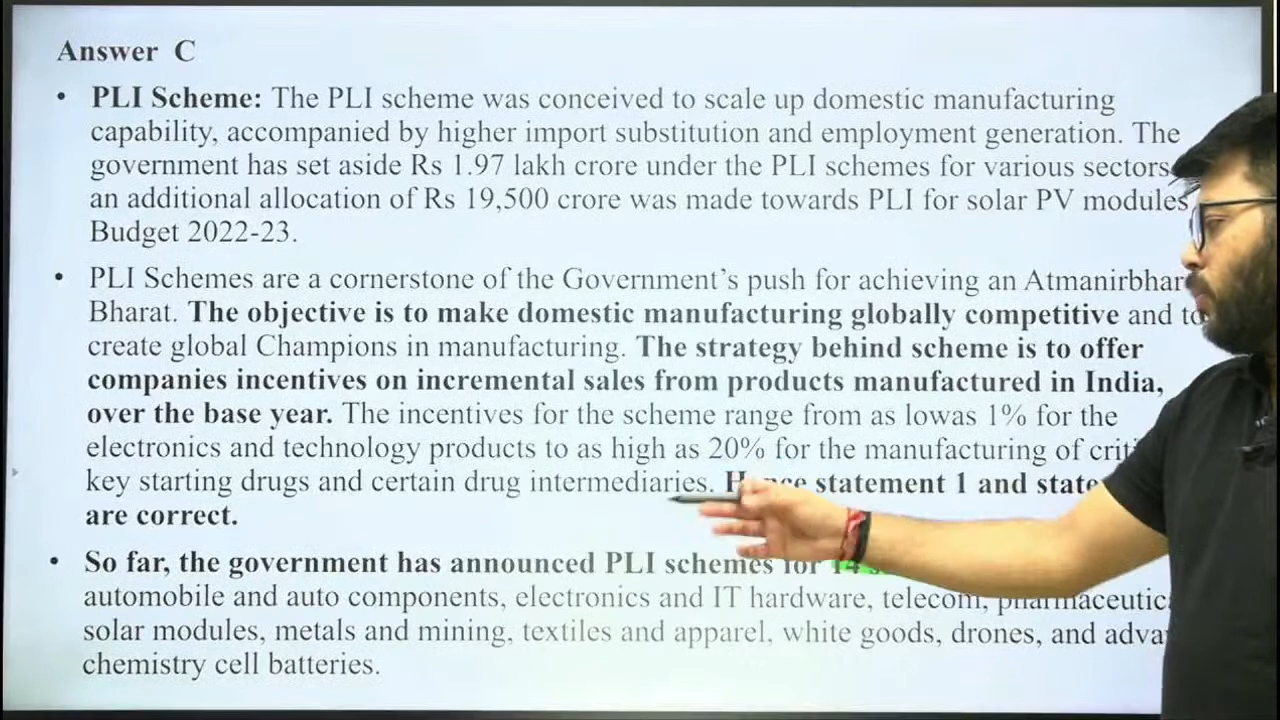 Answer C
• PLI Scheme: The PLI scheme was conceived to scale up domestic manufacturing
capability, accompanied by higher import substitution and employment generation. The
government has set aside Rs 1.97 lakh crore under the PLI schemes for various sectors
an additional allocation of Rs 19,500 crore was made towards PLI for solar PV modules
Budget 2022-23.
• PLI Schemes are a cornerstone of the Government's push for achieving an Atmanirbhar
Bharat. The objective is to make domestic manufacturing globally competitive and to
create global Champions in manufacturing. The strategy behind scheme is to offer
companies incentives on incremental sales from products manufactured in India,
over the base year. The incentives for the scheme range from as lowas 1% for the
electronics and technology products to as high as 20% for the manufacturing of
key starting drugs and certain drug intermediaries. Hence statement 1 and
are correct.
• So far, the government has announced PLI schemes for 14
automobile and auto components, electronics and IT hardware, telecom,
solar modules, metals and mining, textiles and apparel, white goods, drones, and
chemistry cell batteries.